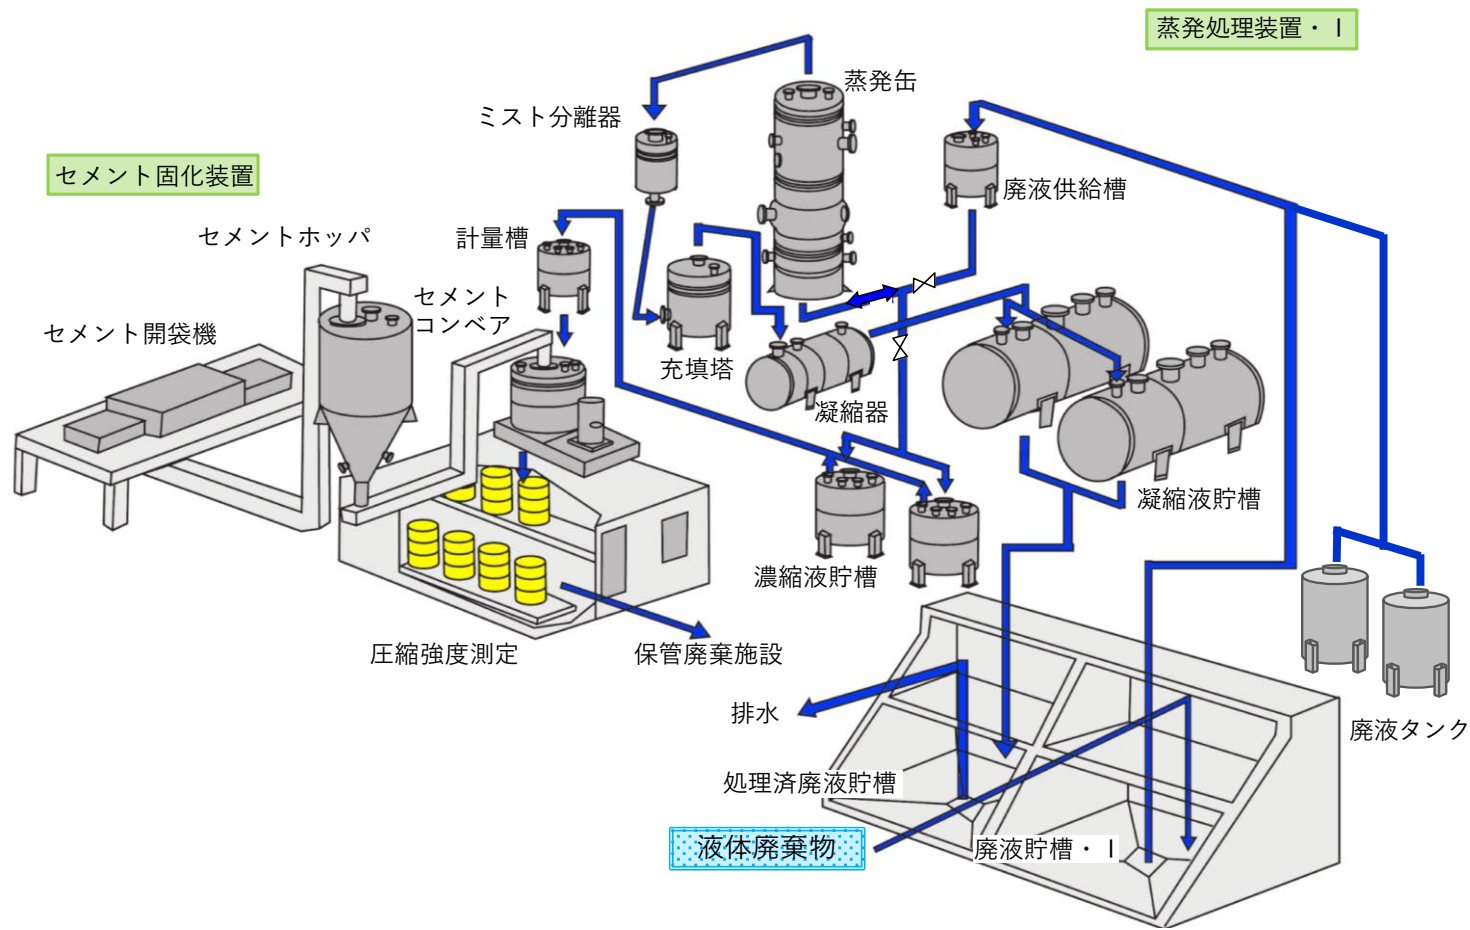 蒸発処理装置・Ⅰ
蒸発缶
ミスト分離器
セメント固化装置
廃液供給槽
セメントホッパ
計量槽
セメント
コンベア
セメント開袋機
充填塔
凝縮器
凝縮液貯槽
濃縮液貯槽
圧縮強度測定
保管廃棄施設
排水
廃液タンク
処理済廃液貯槽
液体廃棄物
廃液貯槽・Ⅰ